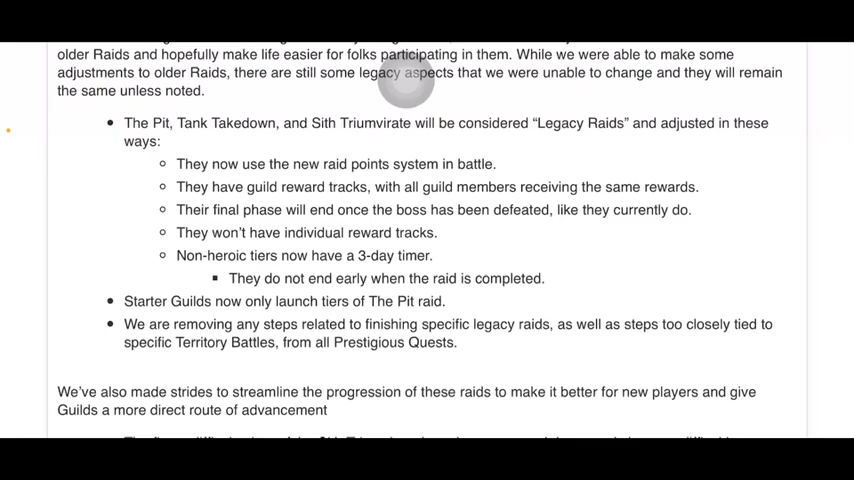 older Raids and hopefully make life easier for folks participating in them. While we were able to make some
adjustments to older Raids, there are still some legacy aspects that we were unable to change and they will remain
the same unless noted.
The Pit, Tank Takedown, and Sith Triumvirate will be considered “Legacy Raids” and adjusted in these
ways:
They now use the new raid points system in battle.
They have guild reward tracks, with all guild members receiving the same rewards.
Their final phase will end once the boss has been defeated, like they currently do.
They won’t have individual reward tracks.
Non-heroic tiers now have a 3-day timer.
They do not end early when the raid is completed.
Starter Guilds now only launch tiers of The Pit raid.
We are removing any steps related to finishing specific legacy raids, as well as steps too closely tied to
specific Territory Battles, from all Prestigious Quests.
We’ve also made strides to streamline the progression of these raids to make it better for new players and give
Guilds a more direct route of advancement